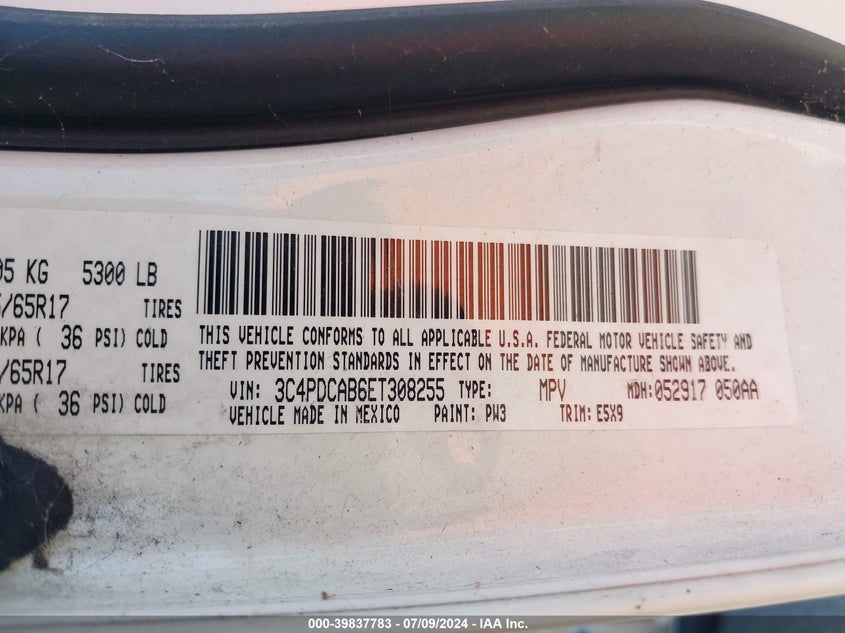 95 KG 5300 LB
/65R17 TIRES
KPA ( 36 PSI) COLD
/65R17 TIRES
KPA ( 36 PSI) COLD
THIS VEHICLE CONFORMS TO ALL APPLICABLE U.S.A. FEDERAL MOTOR VEHICLE SAFETY AND
THEFT PREVENTION STANDARDS IN EFFECT ON THE DATE OF MANUFACTURE SHOWN ABOVE.
VIN: 3C4PDCAB6ET308255 TYPE: MPV MDH:052917 050AA
VEHICLE MADE IN MEXICO PAINT: PW3 TRIM: E5X9
000-39837783 - 07/09/2024 - IAA Inc.